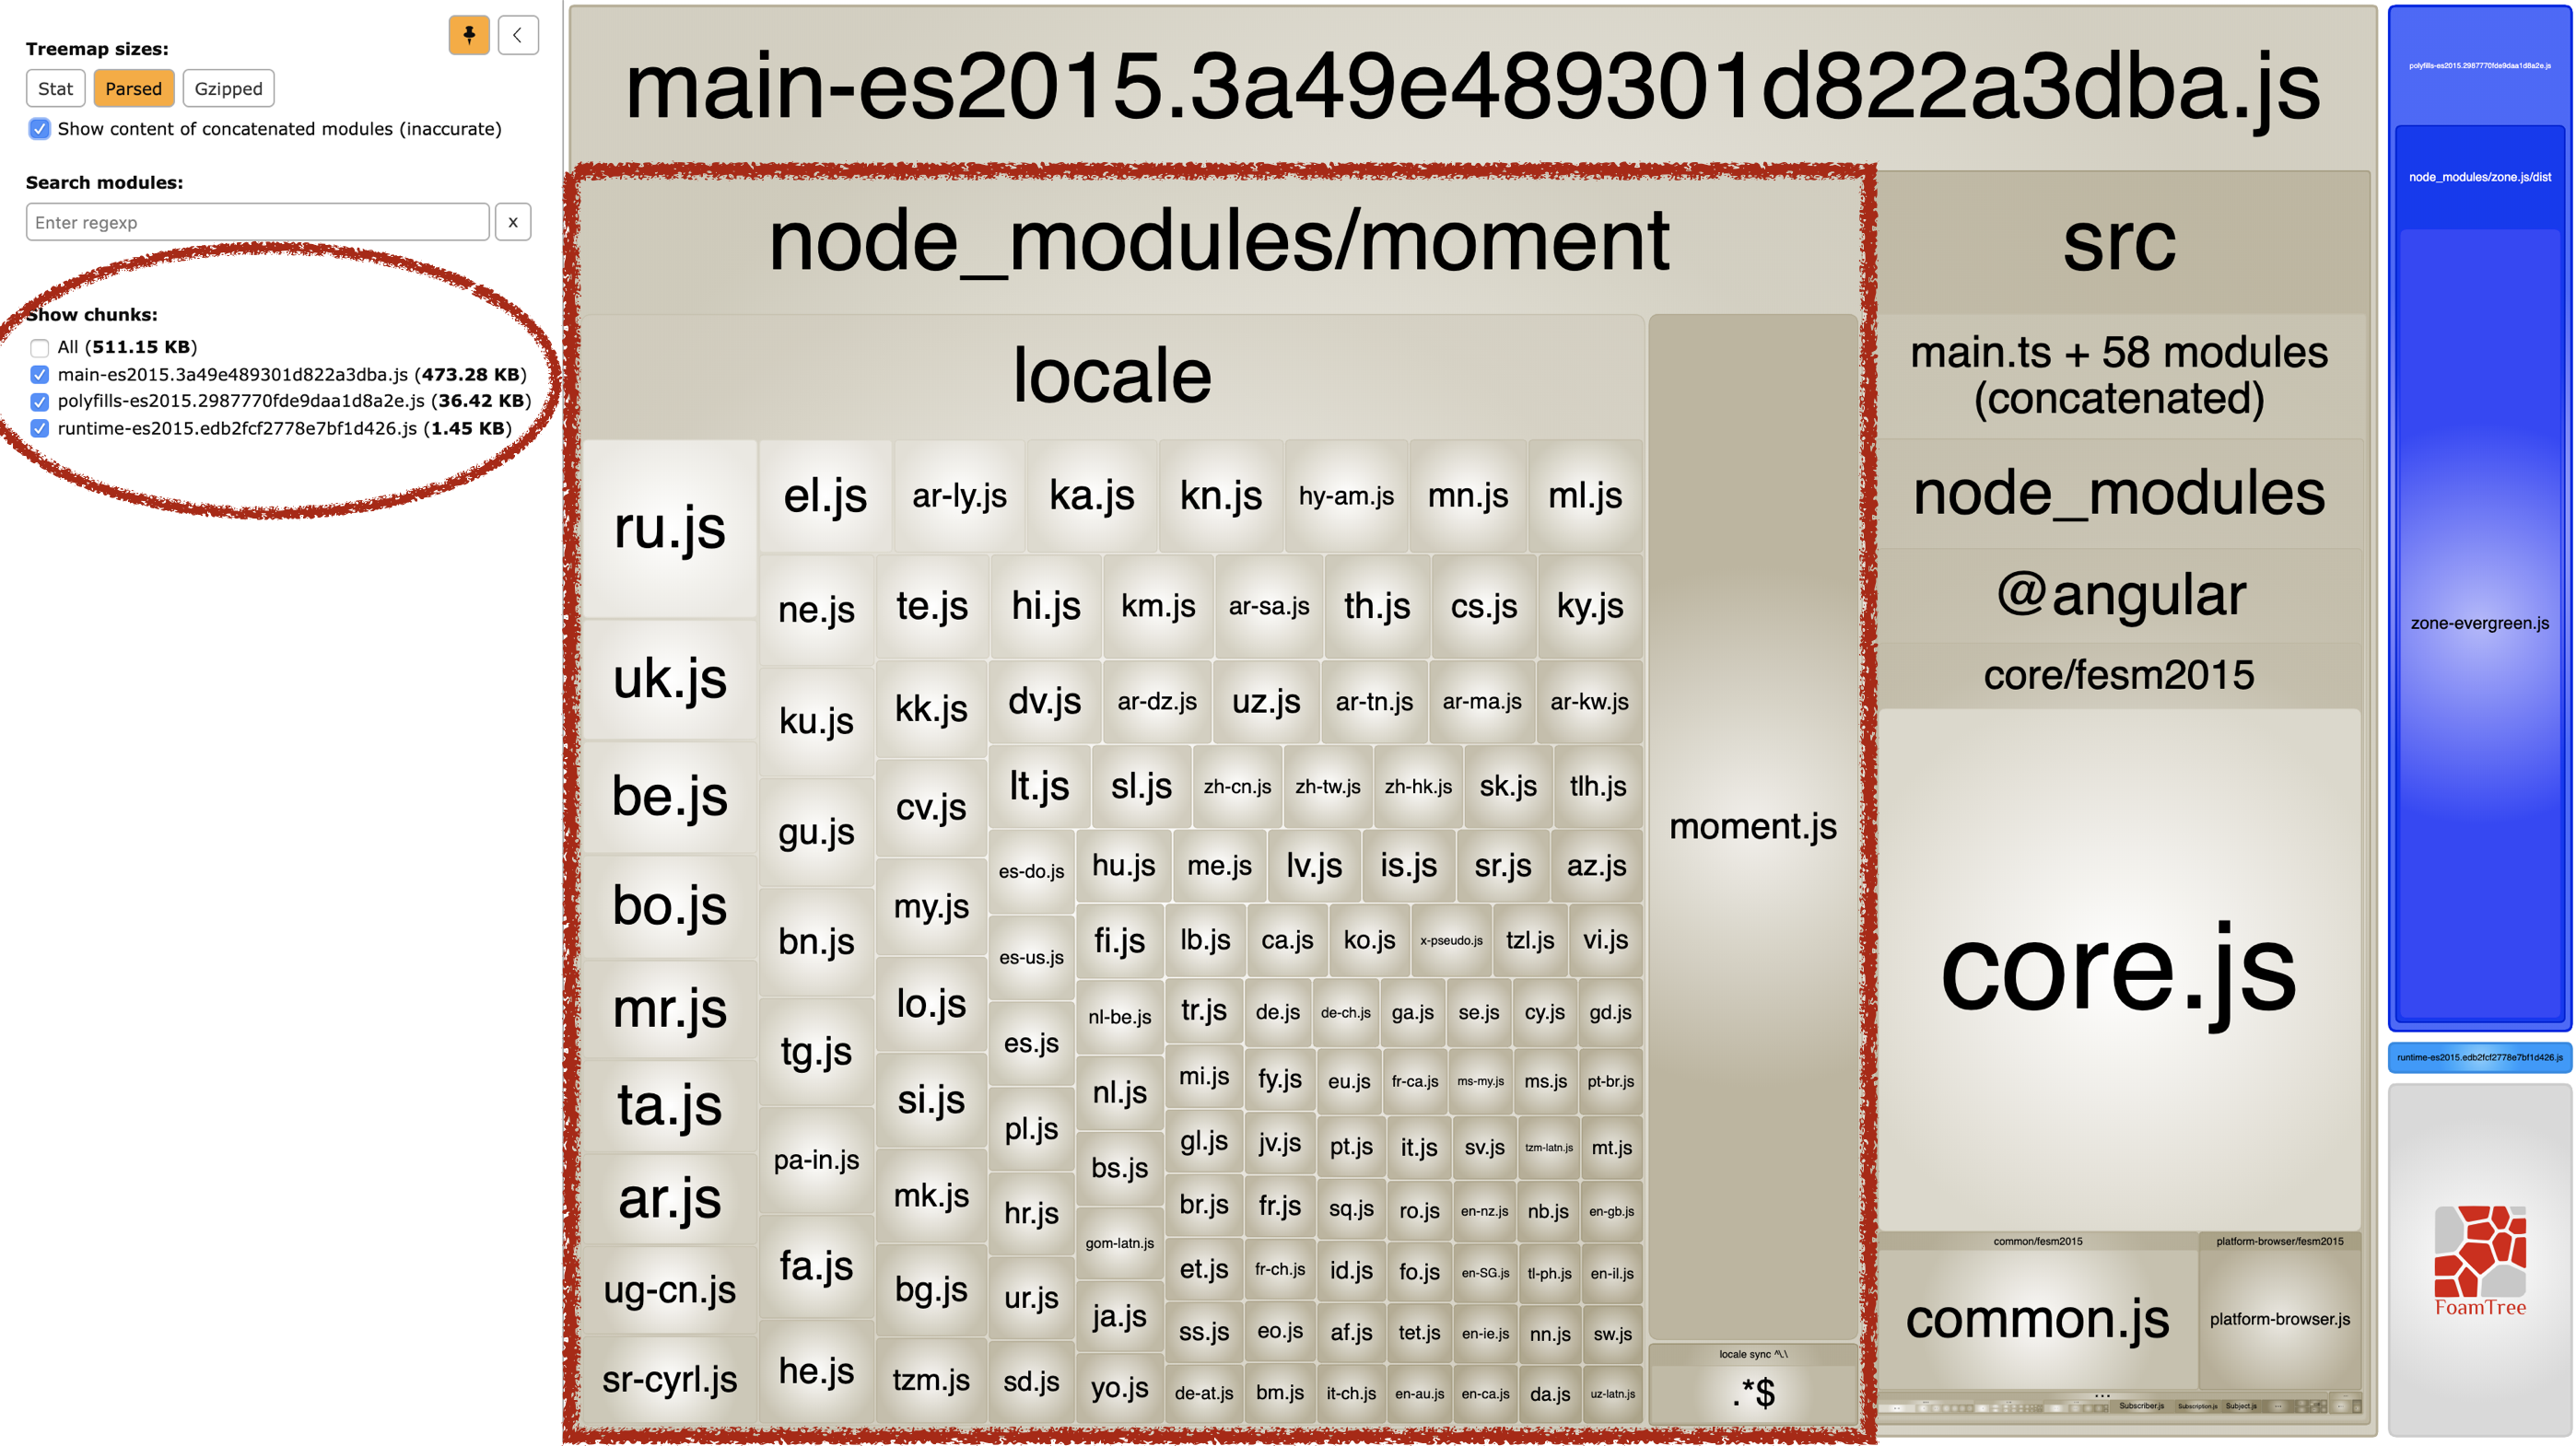 Treemap sizes:
Stat
Parsed
Gzipped
Show content of concatenated modules (inaccurate)
Search modules:
Enter regexp
x
Show chunks:
All (511.15 KB)
main-es2015.3a49e489301d822a3dba.js (473.28 KB)
polyfills-es2015.2987770fde9daa1d8a2e.js (36.42 KB)
runtime-es2015.edb2fcf2778e7bf1d426.js (1.45 KB)
main-es2015.3a49e489301d822a3dba.js
node_modules/moment
locale
ru.js
uk.js
be.js
bo.js
mr.js
ta.js
ar.js
ug-cn.js
sr-cyrl.js
el.js
ar-ly.js
ka.js
kn.js
hy-am.js
mn.js
ml.js
ne.js
ku.js
gu.js
bn.js
tg.js
pa-in.js
fa.js
he.js
te.js
kk.js
cv.js
my.js
lo.js
si.js
mk.js
bg.js
tzm.js
hi.js
km.js
ar-sa.js
th.js
cs.js
ky.js
dv.js
ar-dz.js
uz.js
ar-tn.js
ar-ma.js
ar-kw.js
lt.js
sl.js
zh-cn.js
zh-tw.js
zh-hk.js
sk.js
tlh.js
es-do.js
es-us.js
es.js
pl.js
hr.js
ur.js
sd.js
hu.js
me.js
lv.js
is.js
sr.js
az.js
fi.js
nl-be.js
nl.js
bs.js
gom-latn.js
ja.js
yo.js
lb.js
ca.js
ko.js
x-pseudo.js
tzl.js
vi.js
tr.js
de.js
de-ch.js
ga.js
se.js
cy.js
gd.js
mi.js
fy.js
eu.js
fr-ca.js
ms-my.js
ms.js
pt-br.js
gl.js
jv.js
pt.js
it.js
sv.js
tzm-latn.js
mt.js
br.js
fr.js
sq.js
ro.js
en-nz.js
nb.js
en-gb.js
et.js
fr-ch.js
id.js
fo.js
en-SG.js
tl-ph.js
en-il.js
ss.js
eo.js
af.js
tet.js
en-ie.js
nn.js
sw.js
de-at.js
bm.js
it-ch.js
en-au.js
en-ca.js
da.js
uz-latn.js
moment.js
locale sync ^\.\
.*$
src
main.ts + 58 modules
(concatenated)
node_modules
@angular
core/fesm2015
core.js
common/fesm2015
common.js
platform-browser/fesm2015
platform-browser.js
...
Subscriber.js
Subscription.js
Subject.js
polyfills-es2015.2987770fde9daa1d8a2e.js
node_modules/zone.js/dist
zone-evergreen.js
runtime-es2015.edb2fcf2778e7bf1d426.js
FoamTree